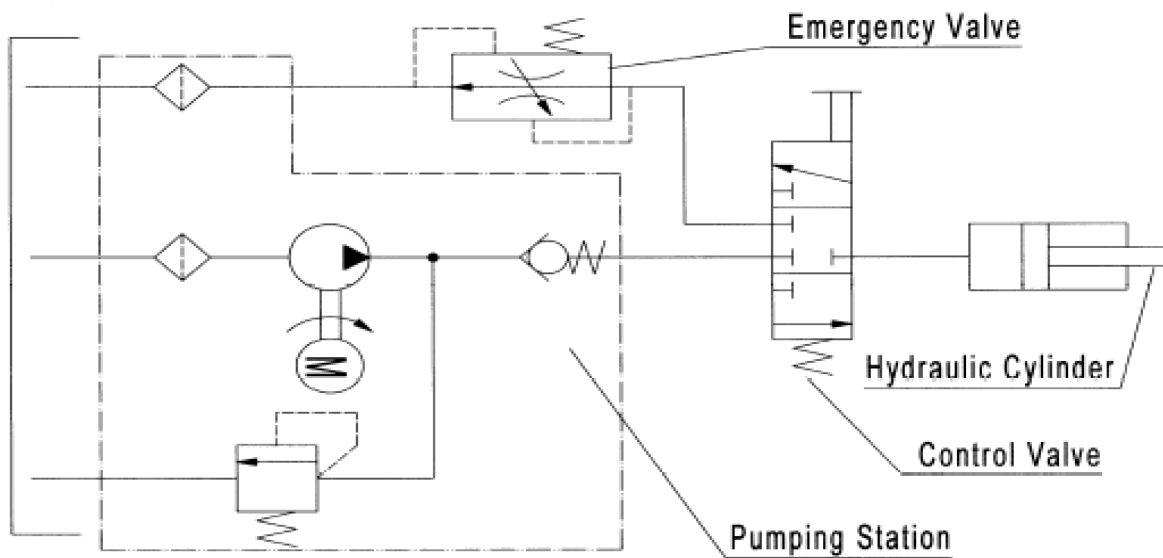 Emergency Valve
M
Hydraulic Cylinder
Control Valve
Pumping Station